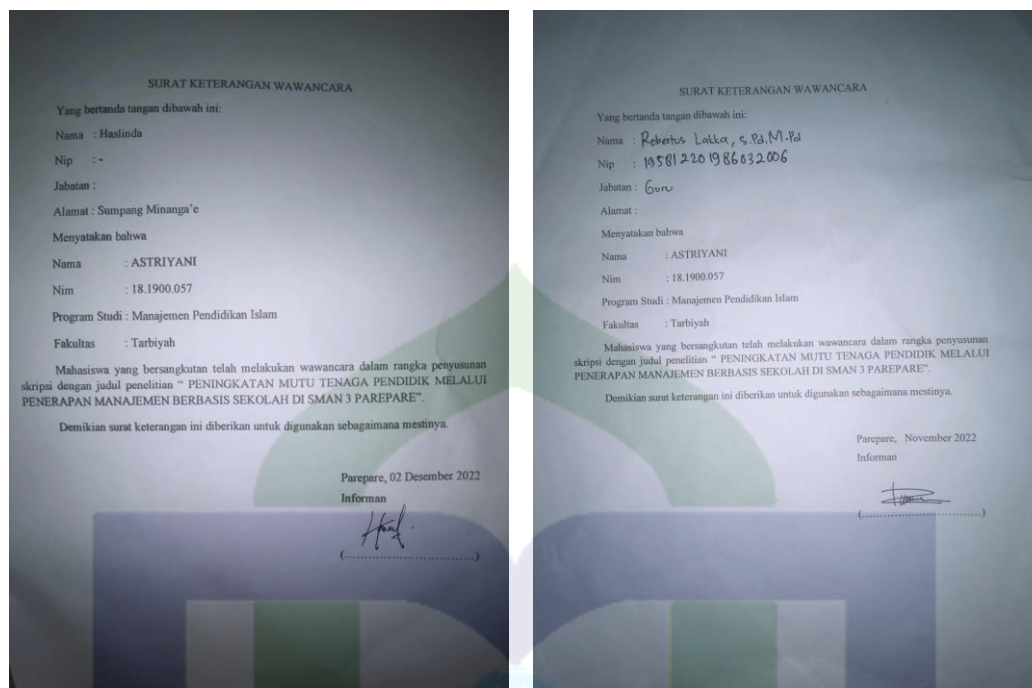 SURAT KETERANGAN WAWANCARA
Yang bertanda tangan dibawah ini:
Nama : Haslinda
Nip : -
Jabatan :
Alamat : Sumpang Minanga'e
Menyatakan bahwa
Nama : ASTRIYANI
Nim : 18.1900.057
Program Studi : Manajemen Pendidikan Islam
Fakultas : Tarbiyah
Mahasiswa yang bersangkutan telah melakukan wawancara dalam rangka penyusunan
skripsi dengan judul penelitian " PENINGKATAN MUTU TENAGA PENDIDIK MELALUI
PENERAPAN MANAJEMEN BERBASIS SEKOLAH DI SMAN 3 PAREPARE".
Demikian surat keterangan ini diberikan untuk digunakan sebagaimana mestinya.
Parepare, 02 Desember 2022
Informan
(....................................)
SURAT KETERANGAN WAWANCARA
Yang bertanda tangan dibawah ini:
Nama : Robertus Lakka, S.Pd.M.Pd
Nip : 195812201986032006
Jabatan : Guru
Alamat :
Menyatakan bahwa
Nama : ASTRIYANI
Nim : 18.1900.057
Program Studi : Manajemen Pendidikan Islam
Fakultas : Tarbiyah
Mahasiswa yang bersangkutan telah melakukan wawancara dalam rangka penyusunan
skripsi dengan judul penelitian " PENINGKATAN MUTU TENAGA PENDIDIK MELALUI
PENERAPAN MANAJEMEN BERBASIS SEKOLAH DI SMAN 3 PAREPARE".
Demikian surat keterangan ini diberikan untuk digunakan sebagaimana mestinya.
Parepare, November 2022
Informan
(....................................)